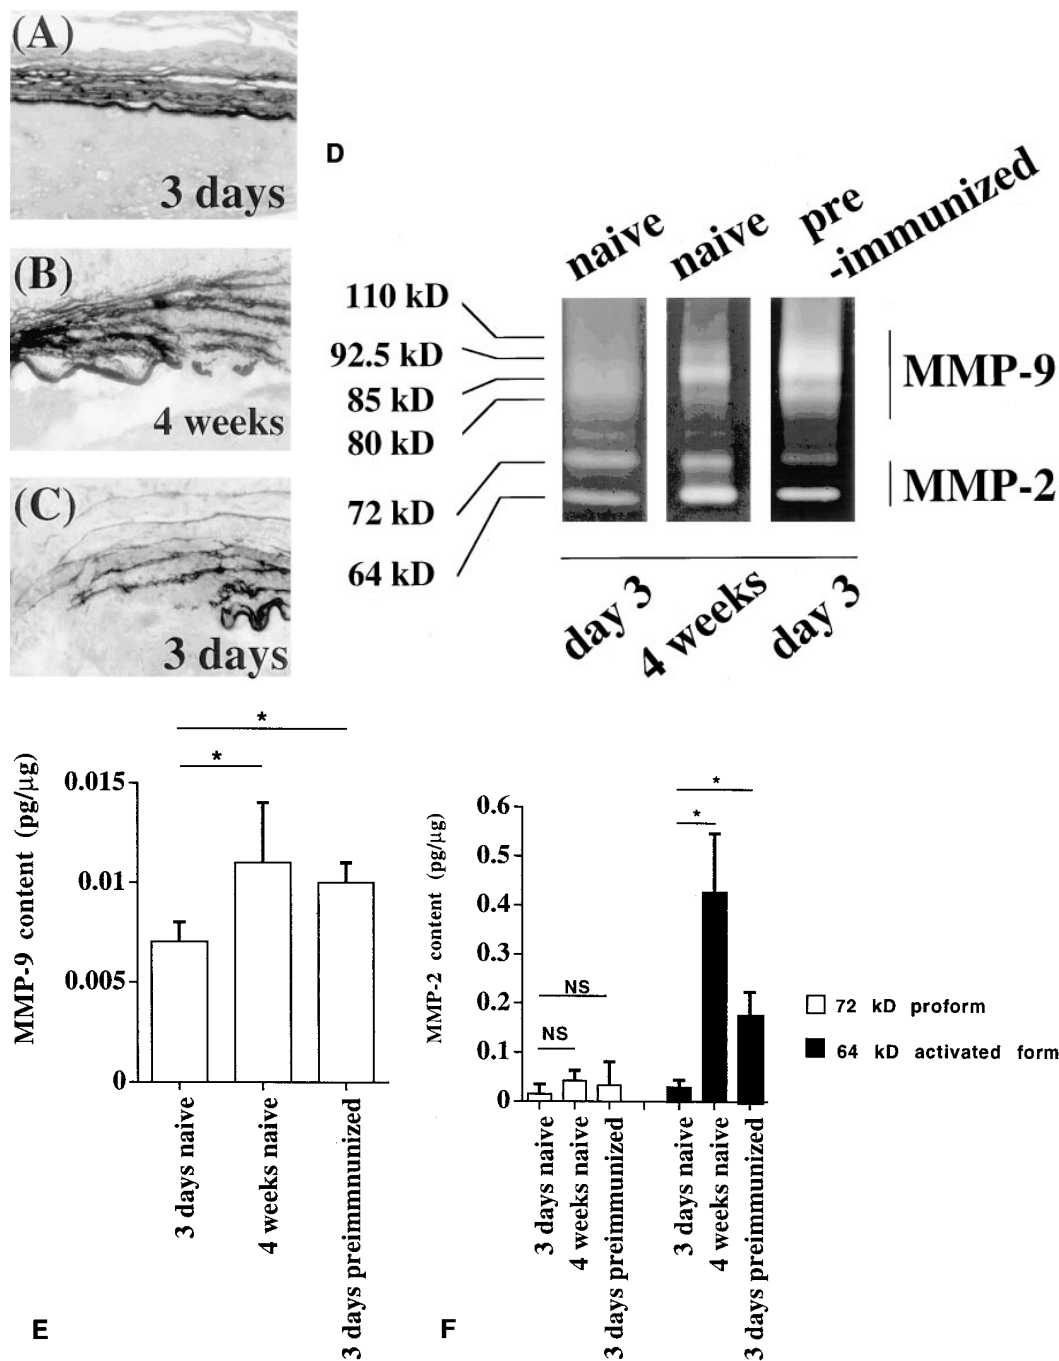 (A)
3 days
(B)
4 weeks
(C)
3 days
D
naive
naive
pre
-immunized
110 kD
92.5 kD
85 kD
80 kD
72 kD
64 kD
MMP-9
MMP-2
day 3
4 weeks
day 3
*
*
MMP-9 content (pg/µg)
0.015
0.01
0.005
0
3 days naive
4 weeks naive
3 days preimmunized
E
*
*
MMP-2 content (pg/µg)
0.6
0.5
0.4
0.3
0.2
0.1
0
NS
NS
3 days naive
4 weeks naive
3 days preimmunized
3 days naive
4 weeks naive
3 days preimmunized
72 kD proform
64 kD activated form
F